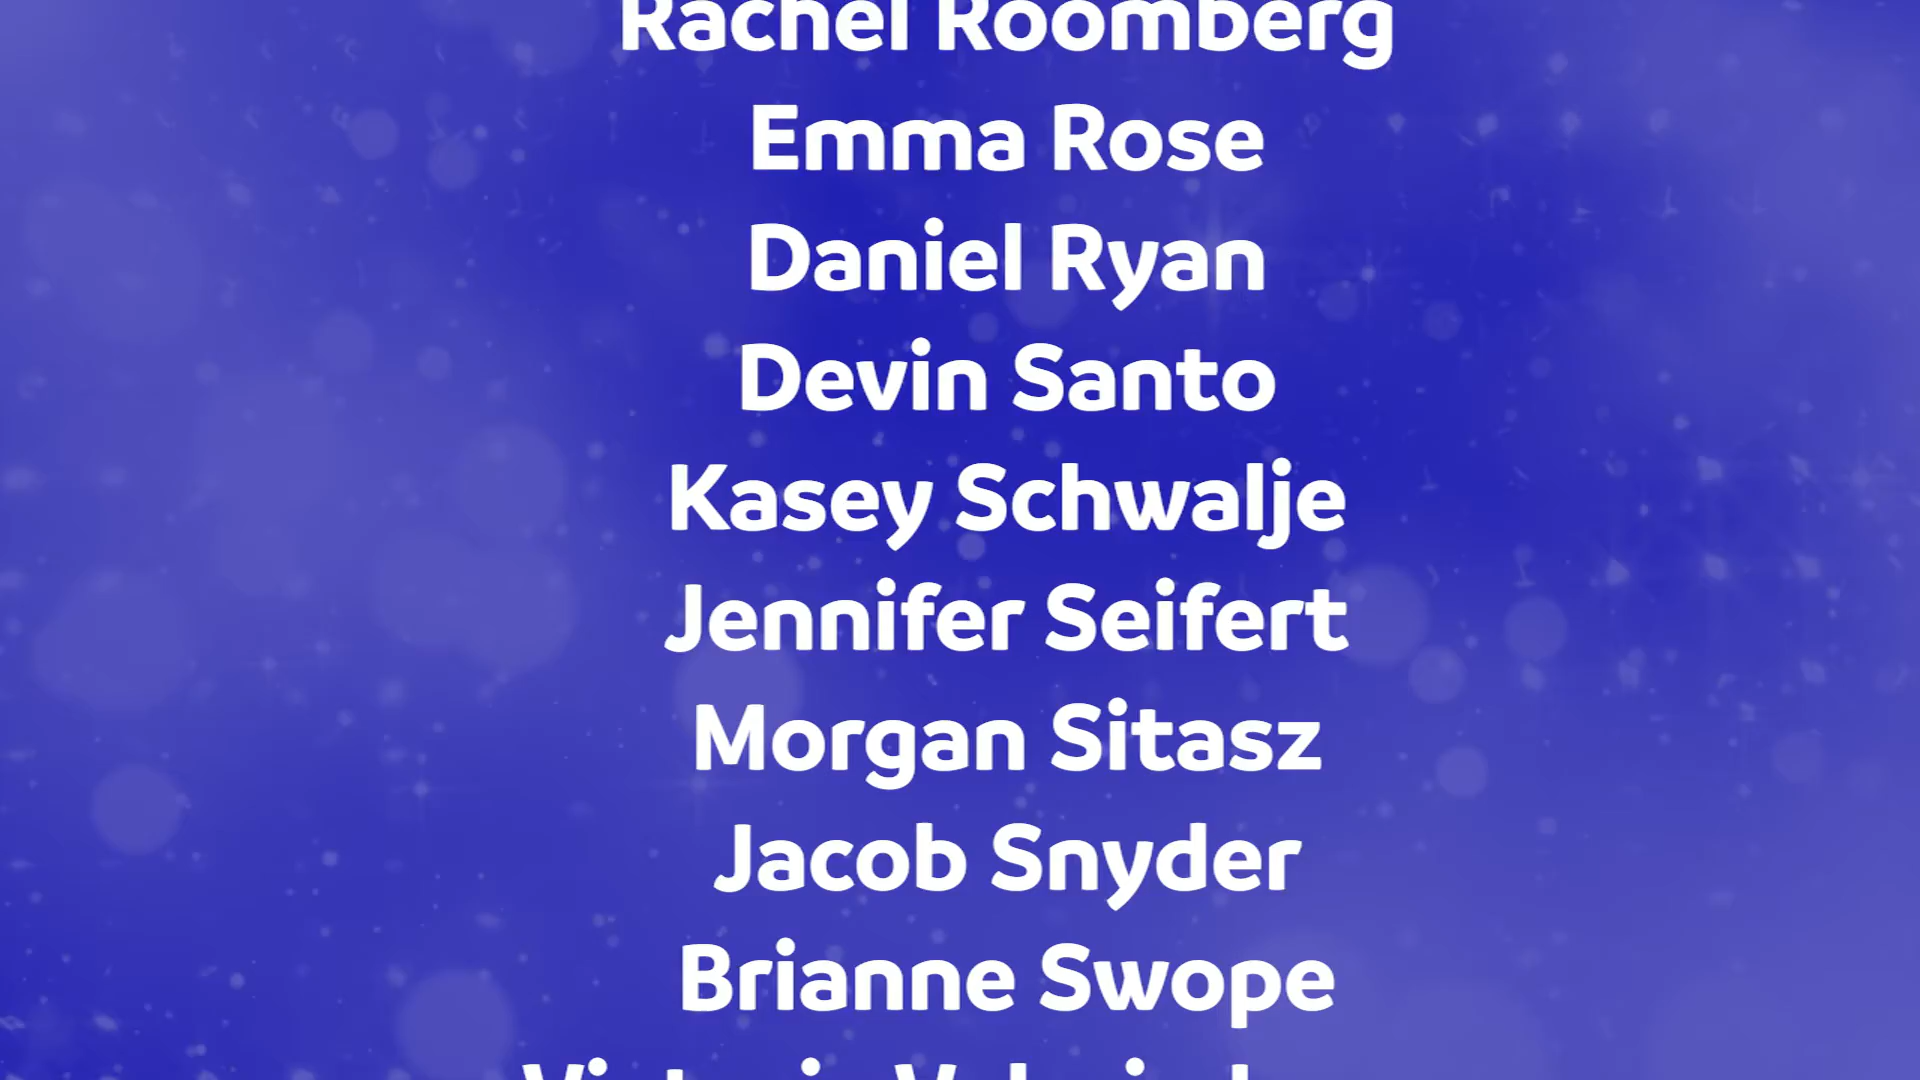 Rachel Roomberg
Emma Rose
Daniel Ryan
Devin Santo
Kasey Schwalje
Jennifer Seifert
Morgan Sitasz
Jacob Snyder
Brianne Swope